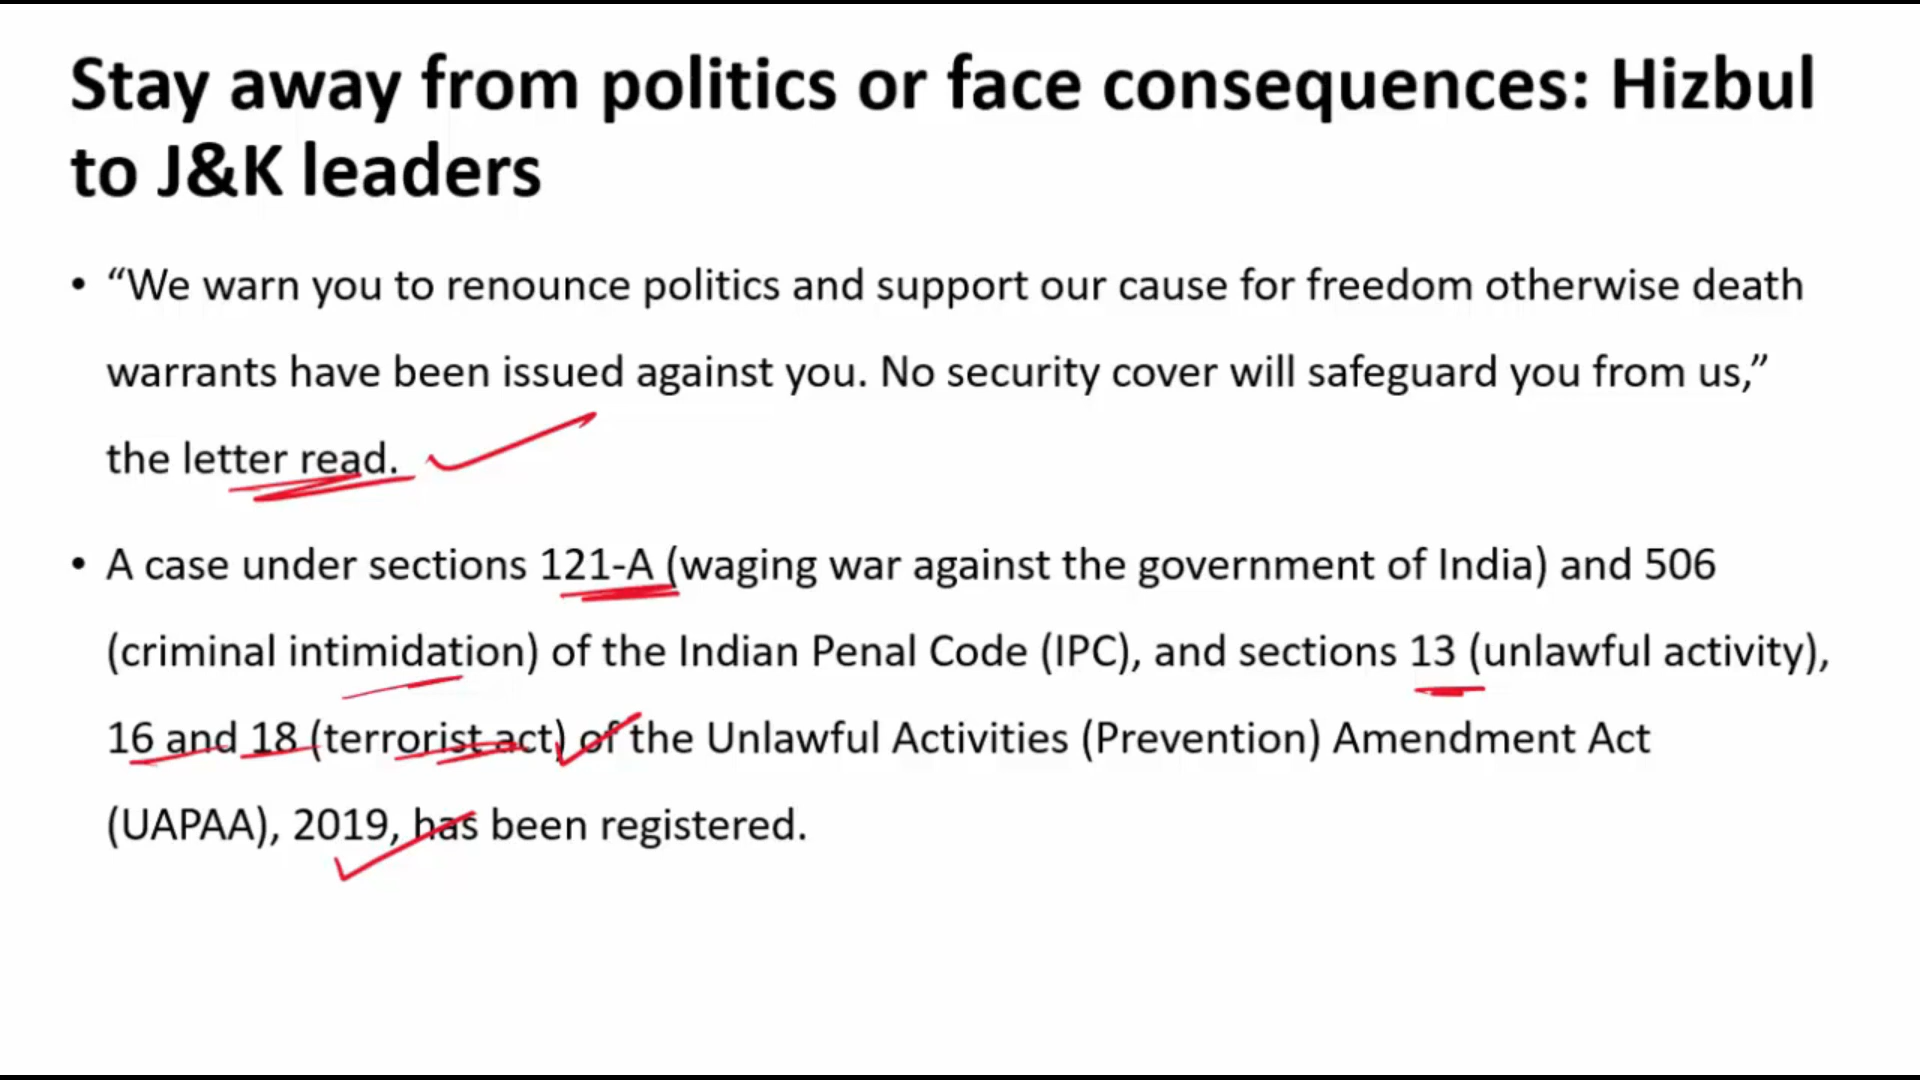 Stay away from politics or face consequences: Hizbul
to J&K leaders
• “We warn you to renounce politics and support our cause for freedom otherwise death
warrants have been issued against you. No security cover will safeguard you from us,”
the letter read.
• A case under sections 121-A (waging war against the government of India) and 506
(criminal intimidation) of the Indian Penal Code (IPC), and sections 13 (unlawful activity),
16 and 18 (terrorist act) of the Unlawful Activities (Prevention) Amendment Act
(UAPAA), 2019, has been registered.